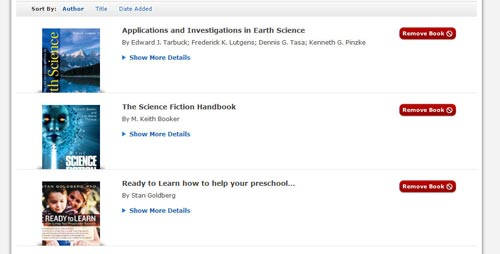 Sort By: Author Title Date Added
Applications and Investigations in Earth Science
Remove Book
By Edward J. Tarbuck; Frederick K. Lutgens; Dennis G. Tasa; Kenneth G. Pinzke
Show More Details
th Science
The Science Fiction Handbook
Remove Book
By M. Keith Booker
Show More Details
THE
SCIENCE
Ready to Learn how to help your preschool...
Remove Book
STAN GOLDBERG, PHD.
By Stan Goldberg
READY to LEARN
Show More Details